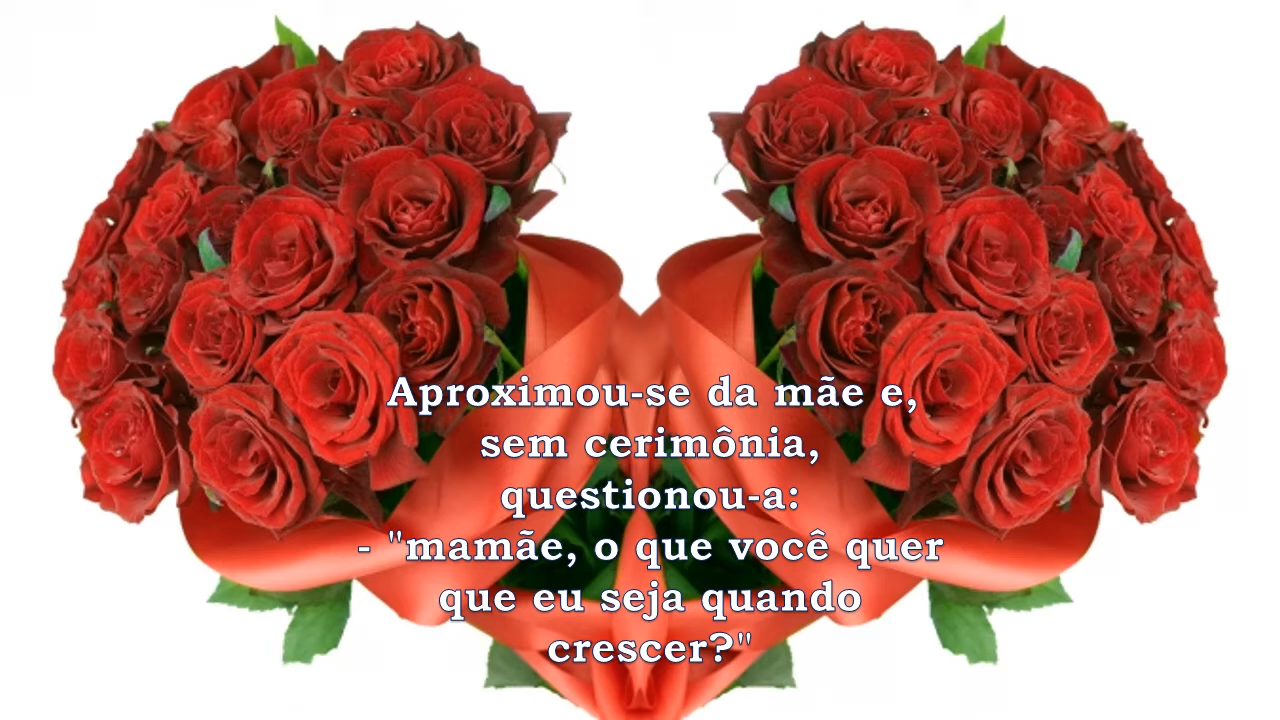 Aproximou-se da mãe e,
sem cerimônia,
questionou-a:
- "mamãe, o que você quer
que eu seja quando
crescer?"